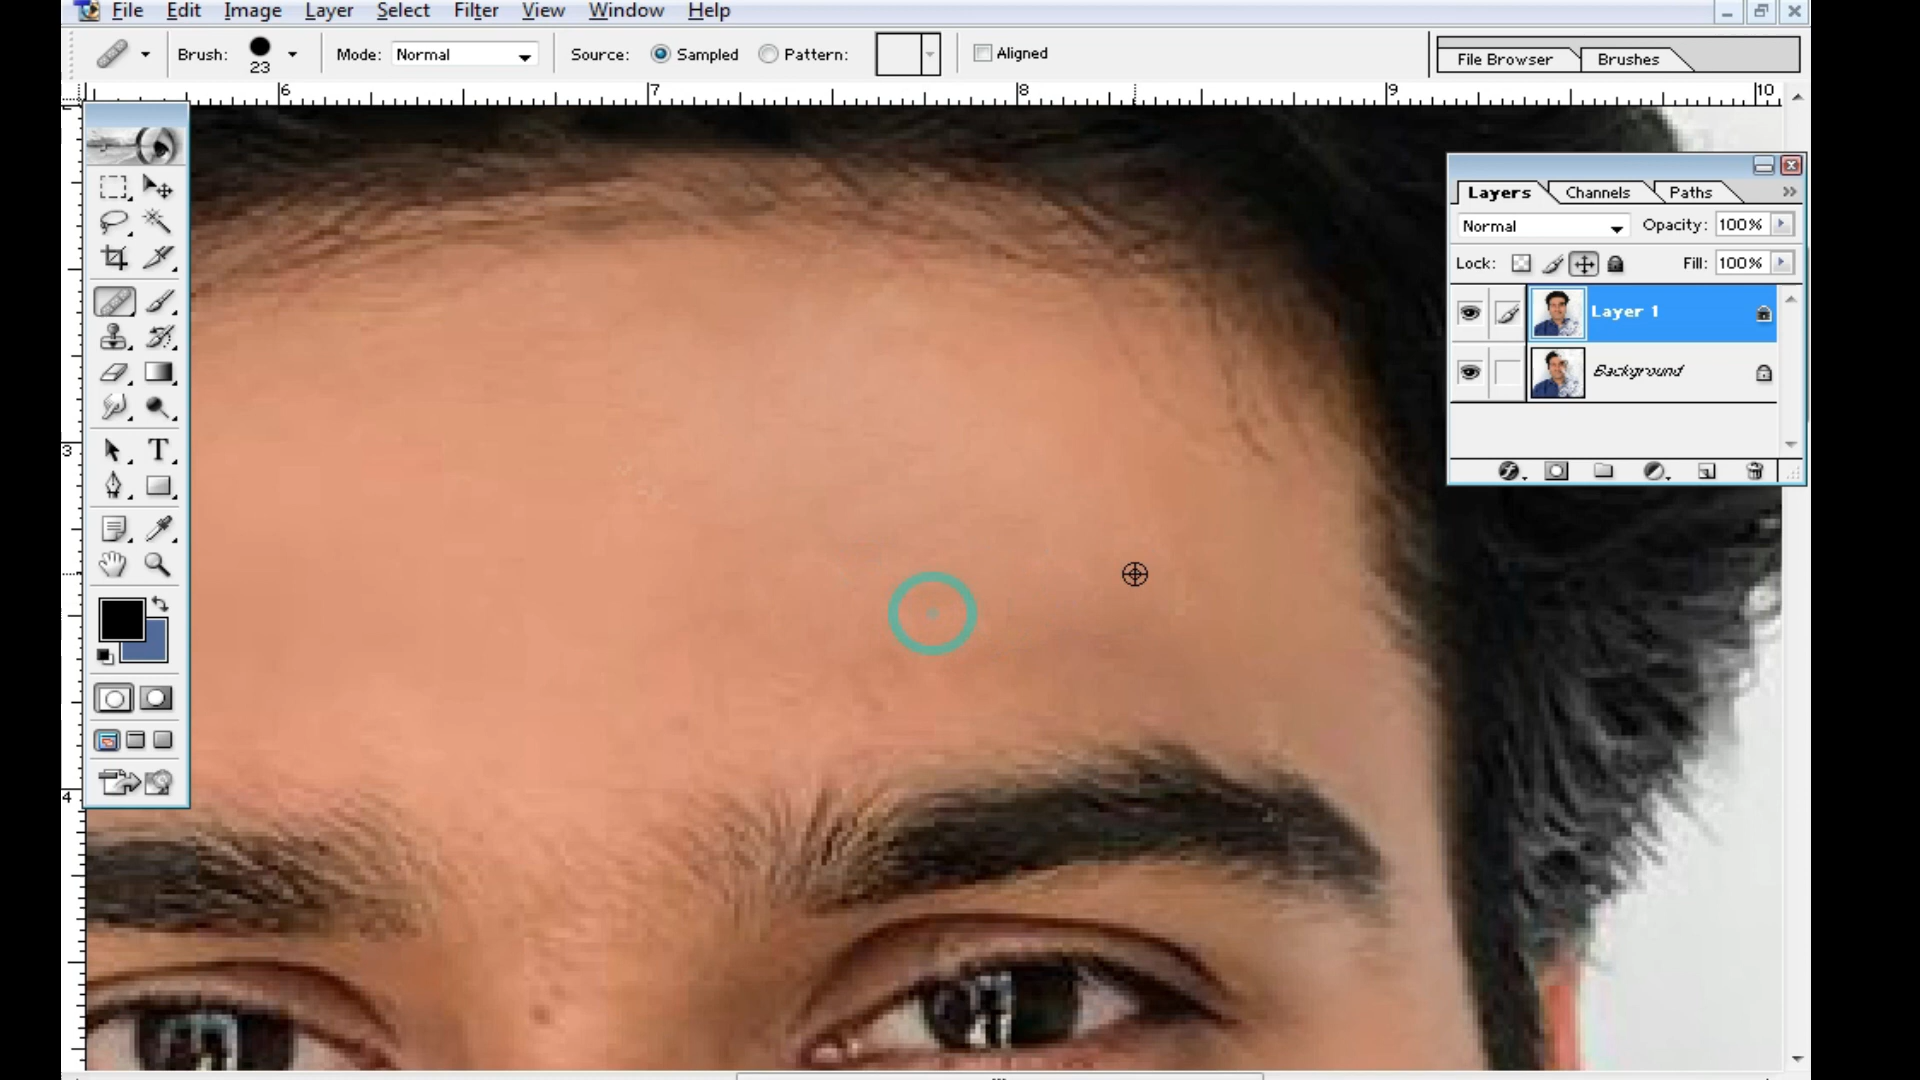 File Edit Image Layer Select Filter View Window Help
Brush: 23 Mode: Normal Source: Sampled Pattern: Aligned File Browser Brushes
6 7 8 9 10
Layers Channels Paths
Normal Opacity: 100%
Lock: Fill: 100%
Layer 1
Background
3
T
4